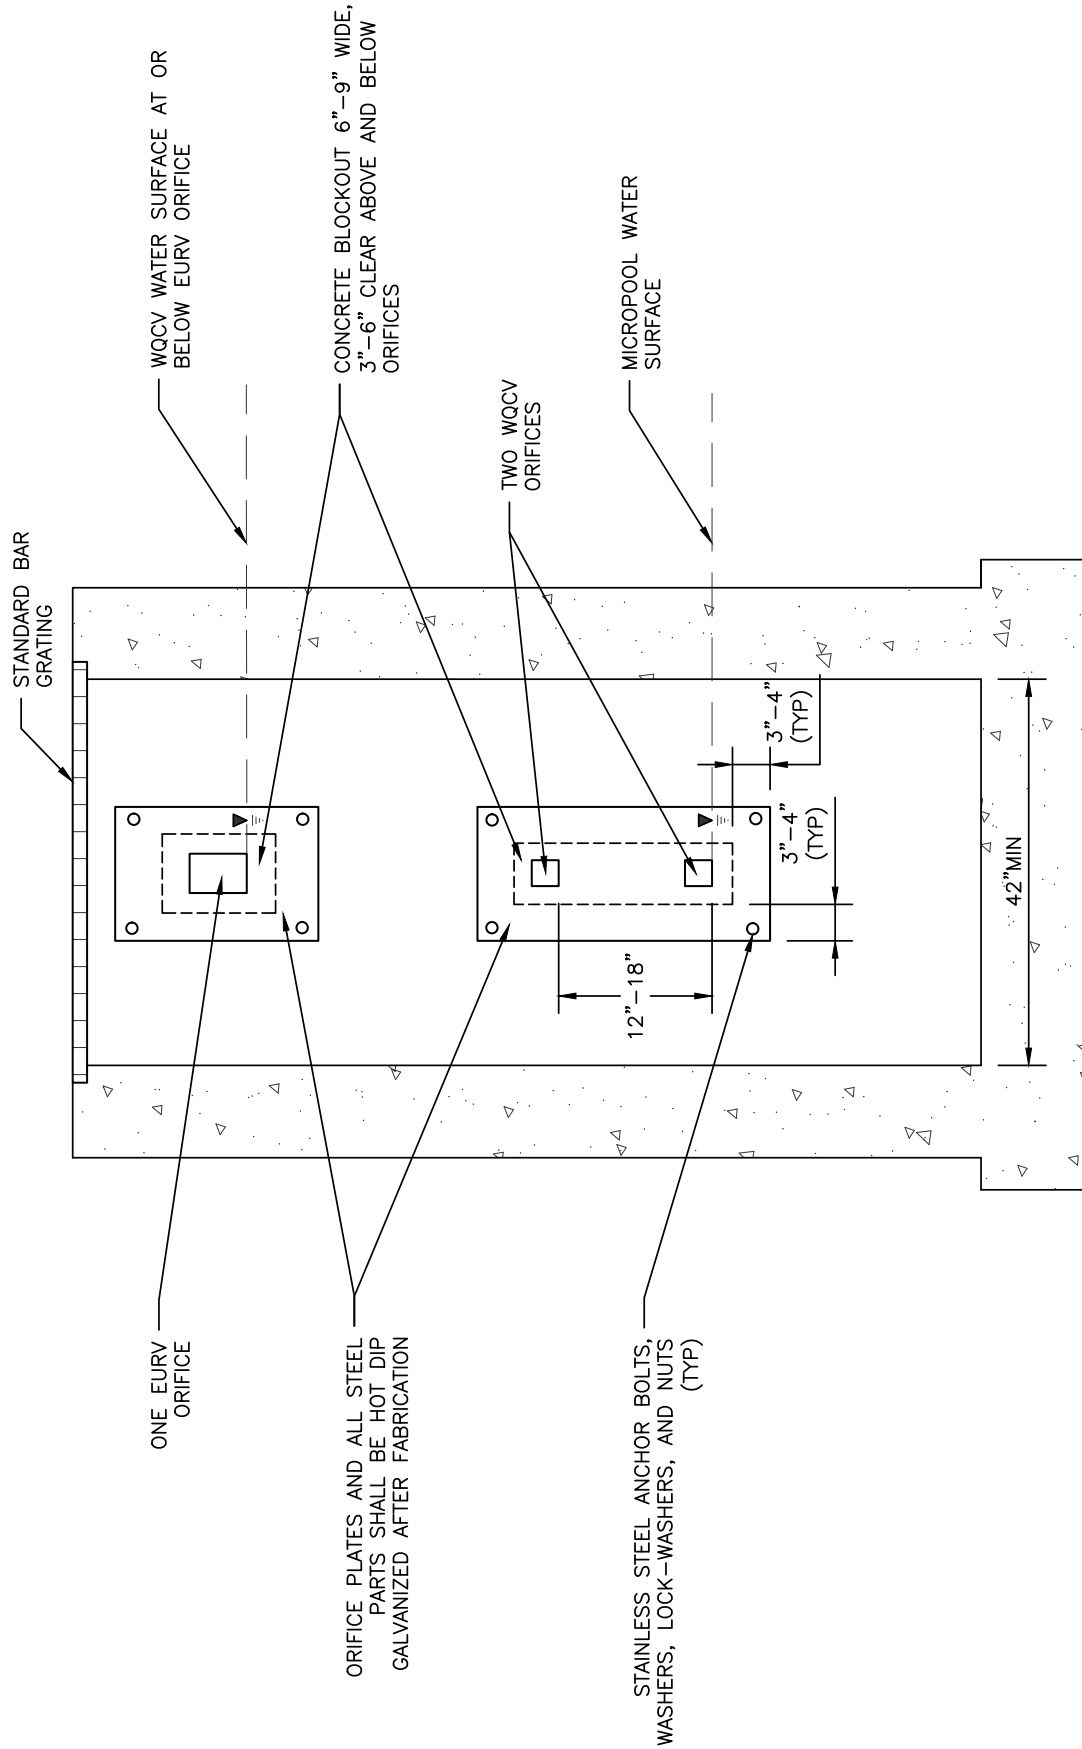 STANDARD BAR
GRATING
WQCV WATER SURFACE AT OR
BELOW EURV ORIFICE
CONCRETE BLOCKOUT 6"-9" WIDE,
3"-6" CLEAR ABOVE AND BELOW
ORIFICES
TWO WQCV
ORIFICES
MICROPOOL WATER
SURFACE
ONE EURV
ORIFICE
ORIFICE PLATES AND ALL STEEL
PARTS SHALL BE HOT DIP
GALVANIZED AFTER FABRICATION
STAINLESS STEEL ANCHOR BOLTS,
WASHERS, LOCK-WASHERS, AND NUTS
(TYP)
12"-18"
3"-4"
(TYP)
3"-4"
(TYP)
42"MIN